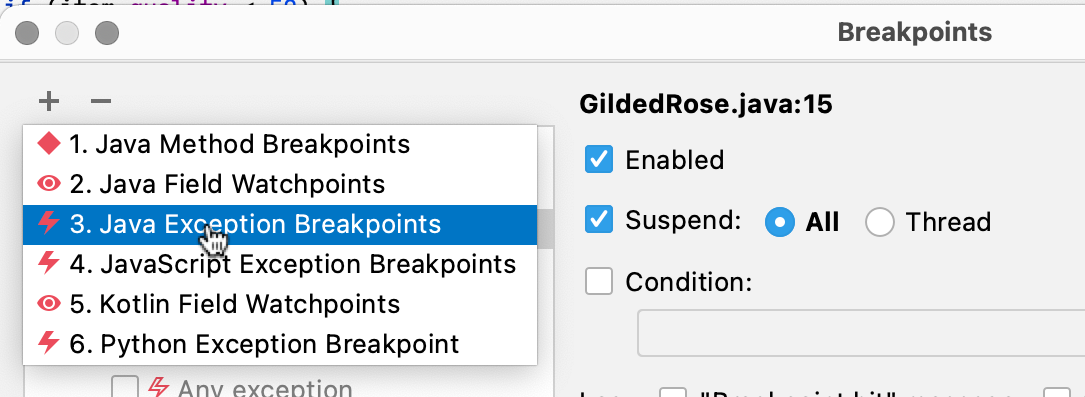 Breakpoints
GildedRose.java:15
1. Java Method Breakpoints
2. Java Field Watchpoints
3. Java Exception Breakpoints
4. JavaScript Exception Breakpoints
5. Kotlin Field Watchpoints
6. Python Exception Breakpoint
Any exception
Enabled
Suspend: All Thread
Condition: